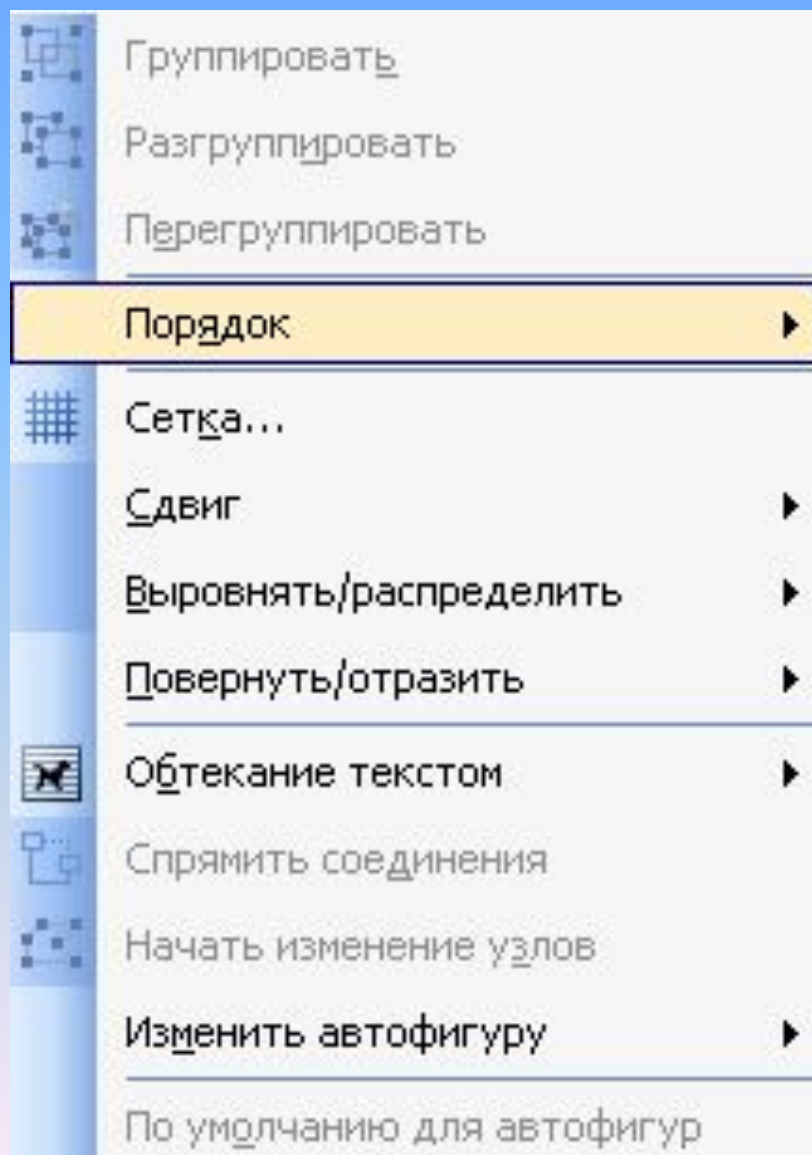 Группировать
Разгруппировать
Перегруппировать
Порядок
Сетка...
Сдвиг
Выровнять/распределить
Повернуть/отразить
Обтекание текстом
Спрямить соединения
Начать изменение узлов
Изменить автофигуру
По умолчанию для автофигур